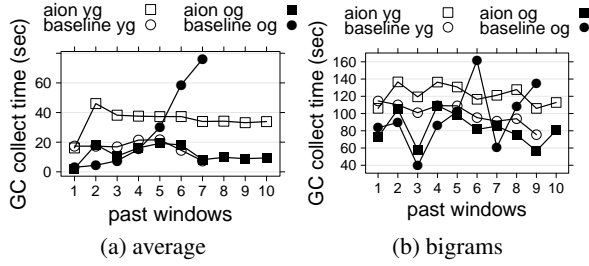 aion yg □ aion og ■
baseline yg ○ baseline og ●
GC collect time (sec)
60
40
20
0
1 2 3 4 5 6 7 8 9 10
past windows
(a) average
aion yg □ aion og ■
baseline yg ○ baseline og ●
GC collect time (sec)
160
140
120
100
80
60
40
1 2 3 4 5 6 7 8 9 10
past windows
(b) bigrams